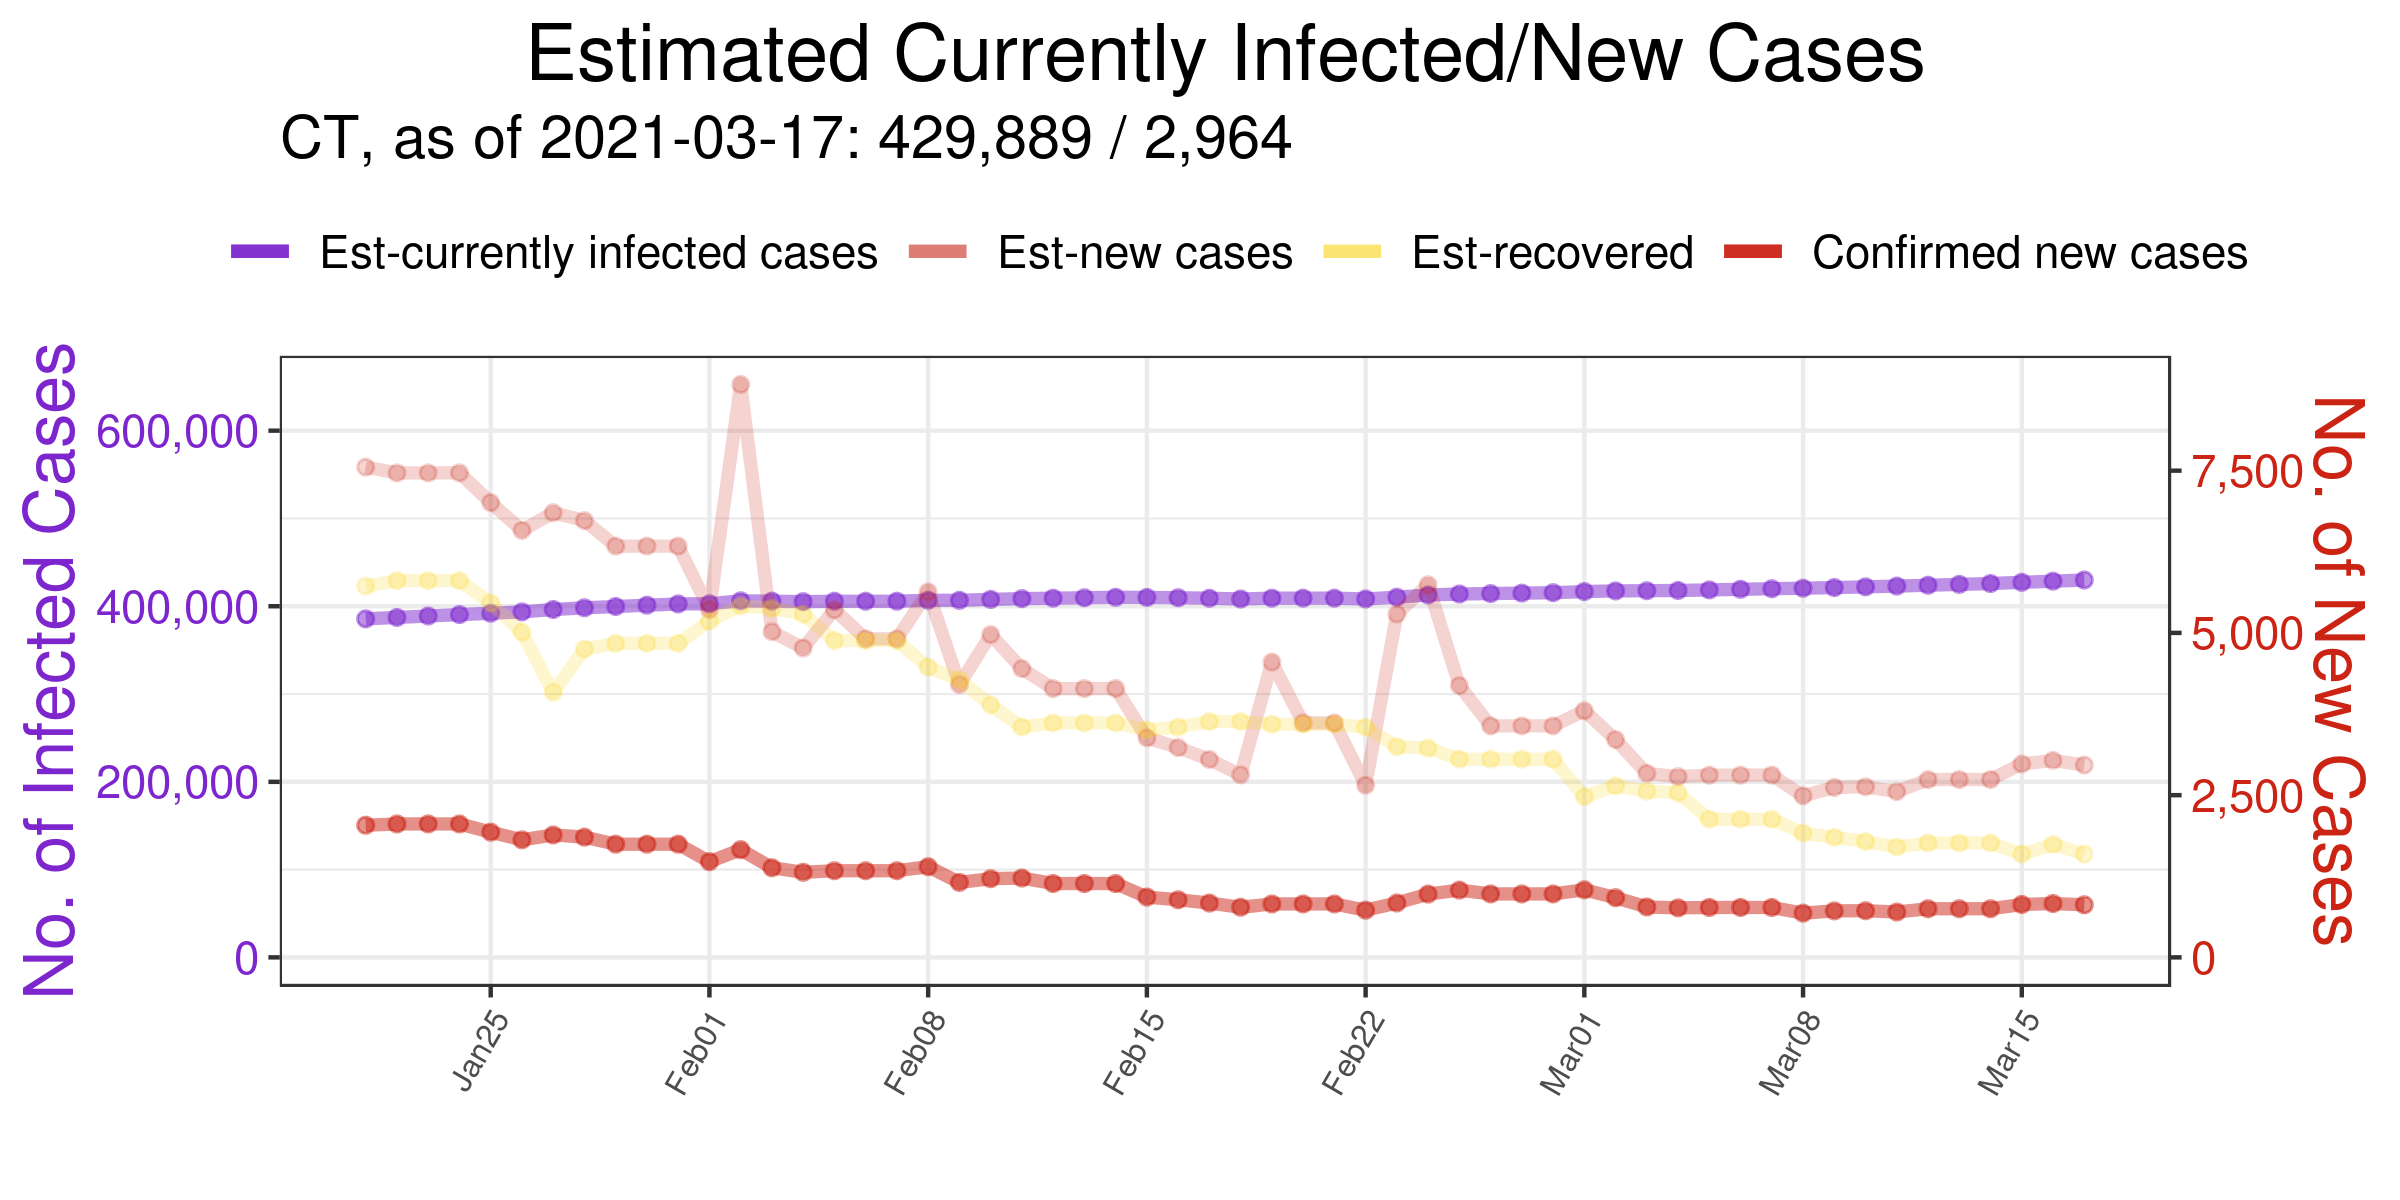 Estimated Currently Infected/New Cases
CT, as of 2021-03-17: 429,889 / 2,964
Est-currently infected cases Est-new cases Est-recovered Confirmed new cases
No. of Infected Cases
600,000
400,000
200,000
0
7,500
5,000
2,500
0
No. of New Cases
Jan25 Feb01 Feb08 Feb15 Feb22 Mar01 Mar08 Mar15